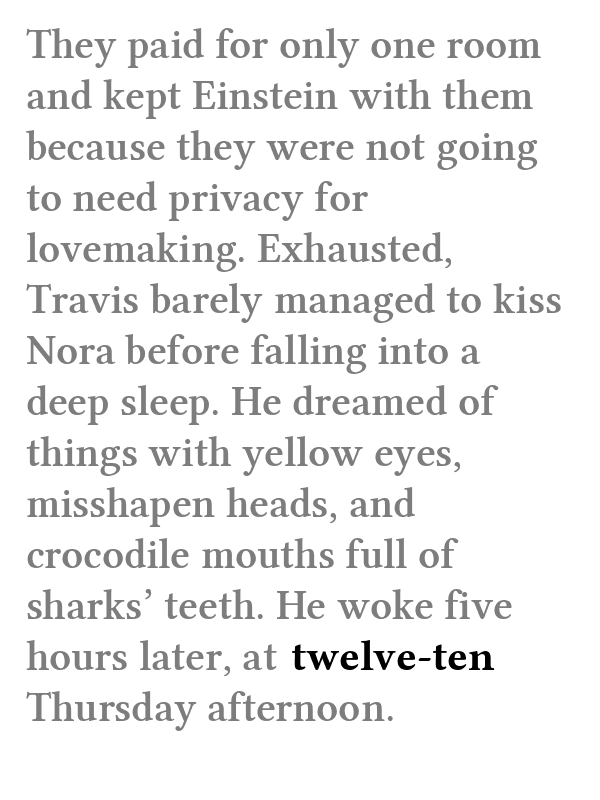 They paid for only one room
and kept Einstein with them
because they were not going
to need privacy for
lovemaking. Exhausted,
Travis barely managed to kiss
Nora before falling into a
deep sleep. He dreamed of
things with yellow eyes,
misshapen heads, and
crocodile mouths full of
sharks’ teeth. He woke five
hours later, at twelve-ten
Thursday afternoon.